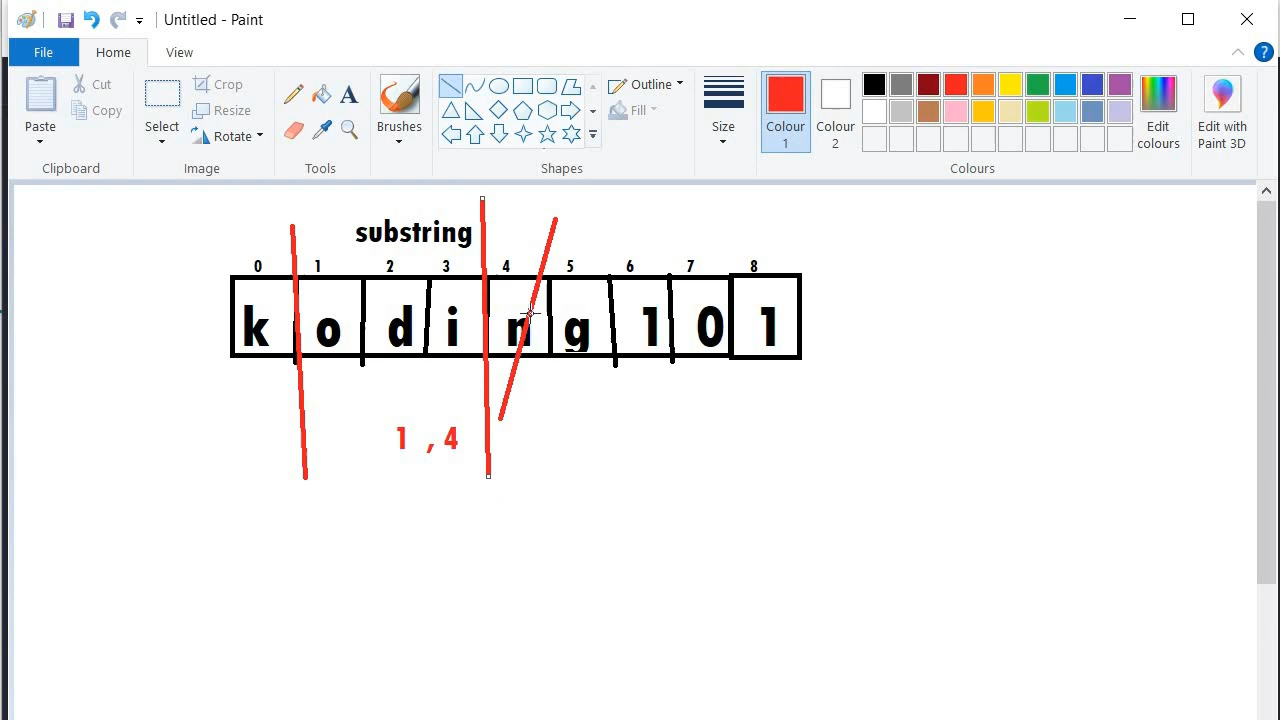 Untitled - Paint
File Home View
Cut
Crop
Outline
Copy
Resize
Fill
Paste
Select
Rotate
Brushes
Size
Colour 1
Colour 2
Edit colours
Edit with Paint 3D
Clipboard Image Tools Shapes Colours
substring
0 1 2 3 4 5 6 7 8
k o d i n g 1 0 1
1 , 4